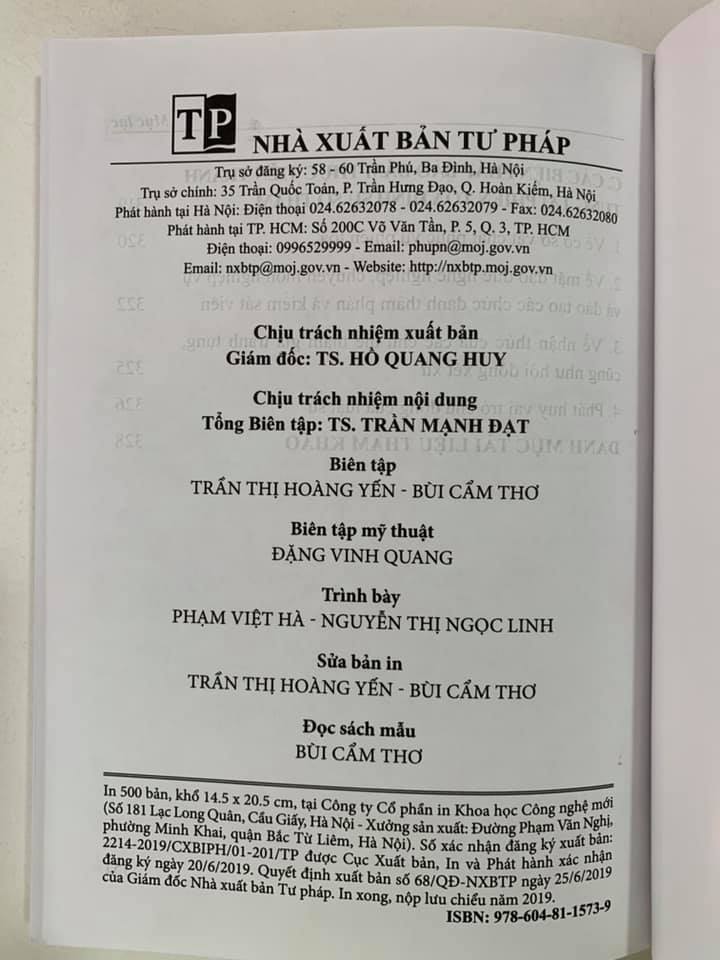 TP
NHÀ XUẤT BẢN TƯ PHÁP
Trụ sở đăng ký: 58 - 60 Trần Phú, Ba Đình, Hà Nội
Trụ sở chính: 35 Trần Quốc Toản, P. Trần Hưng Đạo, Q. Hoàn Kiếm, Hà Nội
Phát hành tại Hà Nội: Điện thoại 024.62632078 - 024.62632079 - Fax: 024.62632080
Phát hành tại TP. HCM: Số 200C Võ Văn Tần, P. 5, Q. 3, TP. HCM
Điện thoại: 0996529999 - Email: phupn@moj.gov.vn
Email: nxbtp@moj.gov.vn - Website: http://nxbtp.moj.gov.vn
Chịu trách nhiệm xuất bản
Giám đốc: TS. HỒ QUANG HUY
Chịu trách nhiệm nội dung
Tổng Biên tập: TS. TRẦN MẠNH ĐẠT
Biên tập
TRẦN THỊ HOÀNG YẾN - BÙI CẨM THƠ
Biên tập mỹ thuật
ĐẶNG VINH QUANG
Trình bày
PHẠM VIỆT HÀ - NGUYỄN THỊ NGỌC LINH
Sửa bản in
TRẦN THỊ HOÀNG YẾN - BÙI CẨM THƠ
Đọc sách mẫu
BÙI CẨM THƠ
In 500 bản, khổ 14.5 x 20.5 cm, tại Công ty Cổ phần in Khoa học Công nghệ mới
(Số 181 Lạc Long Quân, Cầu Giấy, Hà Nội - Xưởng sản xuất: Đường Phạm Văn Nghị,
phường Minh Khai, quận Bắc Từ Liêm, Hà Nội). Số xác nhận đăng ký xuất bản:
2214-2019/CXBIPH/01-201/TP được Cục Xuất bản, In và Phát hành xác nhận
đăng ký ngày 20/6/2019. Quyết định xuất bản số 68/QĐ-NXBTP ngày 25/6/2019
của Giám đốc Nhà xuất bản Tư pháp. In xong, nộp lưu chiểu năm 2019.
ISBN: 978-604-81-1573-9